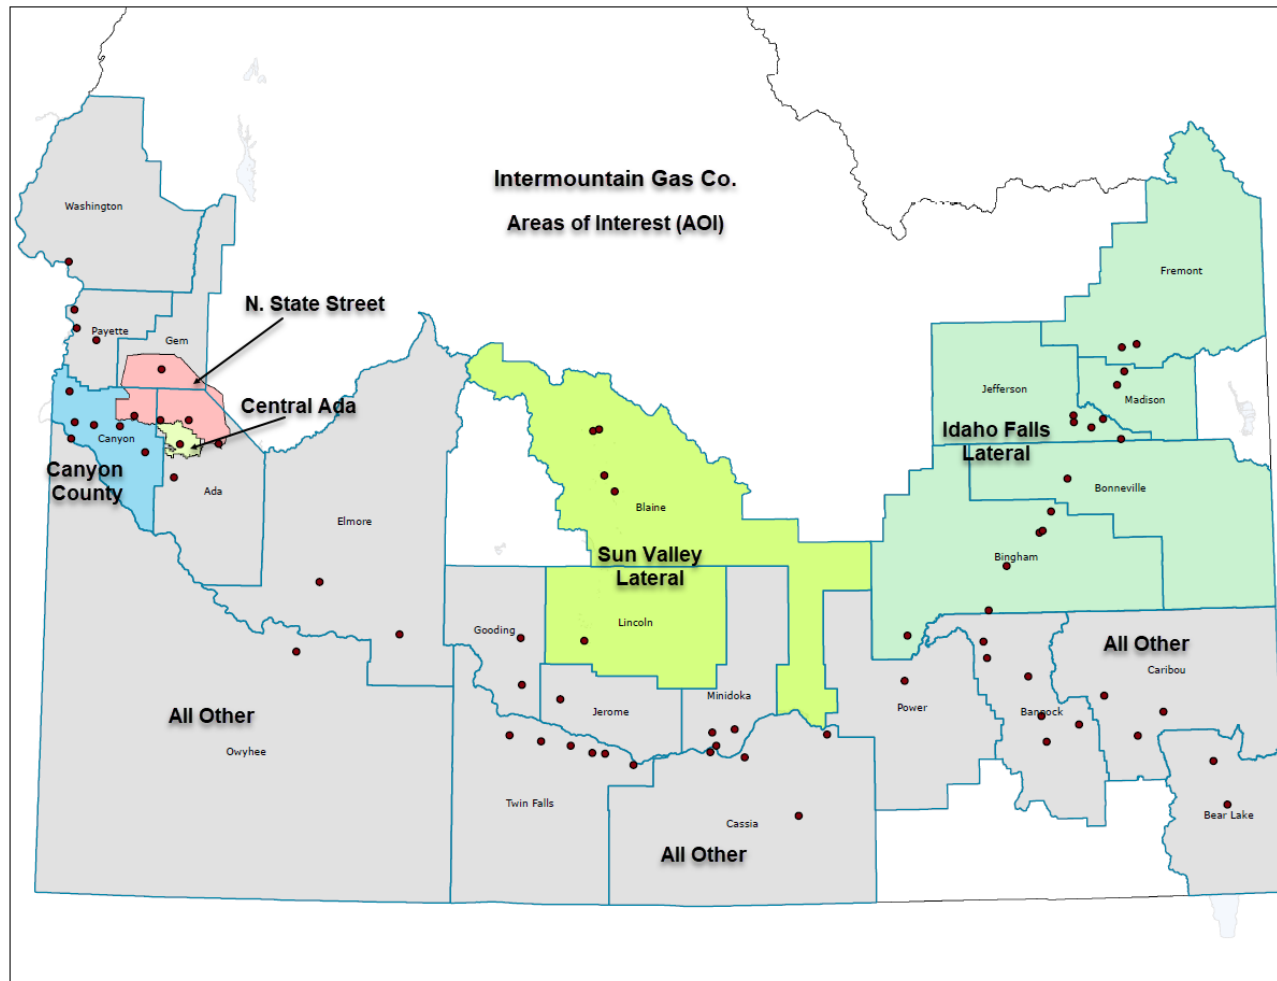 Intermountain Gas Co.
Areas of Interest (AOI)
Washington
Fremont
N. State Street
Payette
Gem
Jefferson
Madison
Central Ada
Canyon
Idaho Falls
Lateral
Canyon
County
Ada
Bonneville
Elmore
Blaine
Sun Valley
Lateral
Bingham
Gooding
Lincoln
All Other
Caribou
Minidoka
Jerome
Power
Bannock
All Other
Owyhee
Twin Falls
Cassia
Bear Lake
All Other